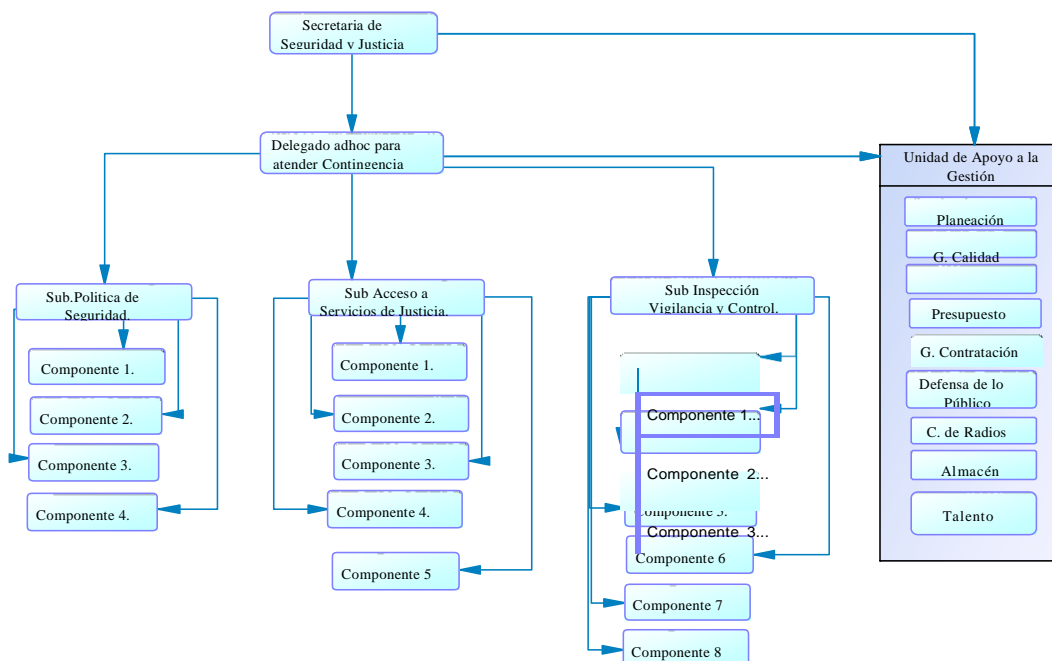 Secretaria de
Seguridad y Justicia
Delegado adhoc para
atender Contingencia
Unidad de Apoyo a la
Gestión
Planeación
G. Calidad
Presupuesto
G. Contratación
Defensa de lo
Público
C. de Radios
Almacén
Talento
Sub.Politica de
Seguridad.
Componente 1.
Componente 2.
Componente 3.
Componente 4.
Sub Acceso a
Servicios de Justicia.
Componente 1.
Componente 2.
Componente 3.
Componente 4.
Componente 5
Sub Inspección
Vigilancia y Control.
Componente 1...
Componente 2...
Componente 5.
Componente 3...
Componente 6
Componente 7
Componente 8